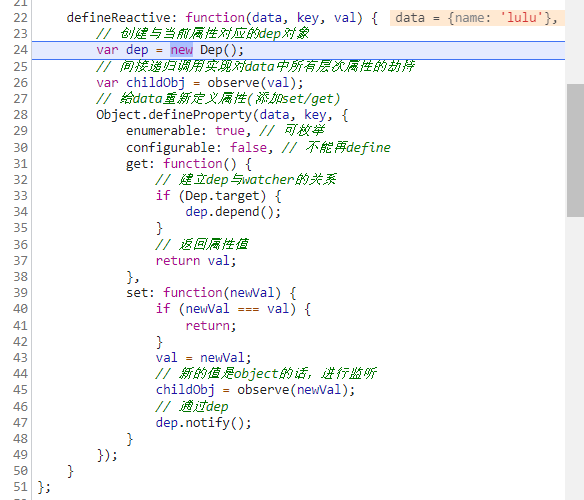 21
22 defineReactive: function(data, key, val) { data = {name: 'lulu'},
23 // 创建与当前属性对应的dep对象
24 var dep = new Dep();
25 // 间接递归调用实现对data中所有层次属性的劫持
26 var childObj = observe(val);
27 // 给data重新定义属性(添加set/get)
28 Object.defineProperty(data, key, {
29 enumerable: true, // 可枚举
30 configurable: false, // 不能再define
31 get: function() {
32 // 建立dep与watcher的关系
33 if (Dep.target) {
34 dep.depend();
35 }
36 // 返回属性值
37 return val;
38 },
39 set: function(newVal) {
40 if (newVal === val) {
41 return;
42 }
43 val = newVal;
44 // 新的值是object的话，进行监听
45 childObj = observe(newVal);
46 // 通过dep
47 dep.notify();
48 }
49 });
50 }
51 };